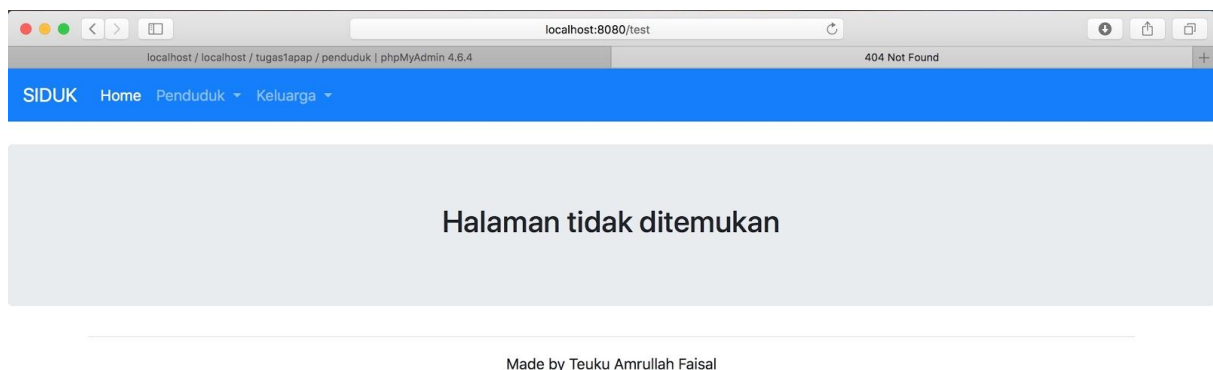 localhost:8080/test
localhost / localhost / tugas1apap / penduduk | phpMyAdmin 4.6.4
404 Not Found
SIDUK Home Penduduk Keluarga
Halaman tidak ditemukan
Made by Teuku Amrullah Faisal